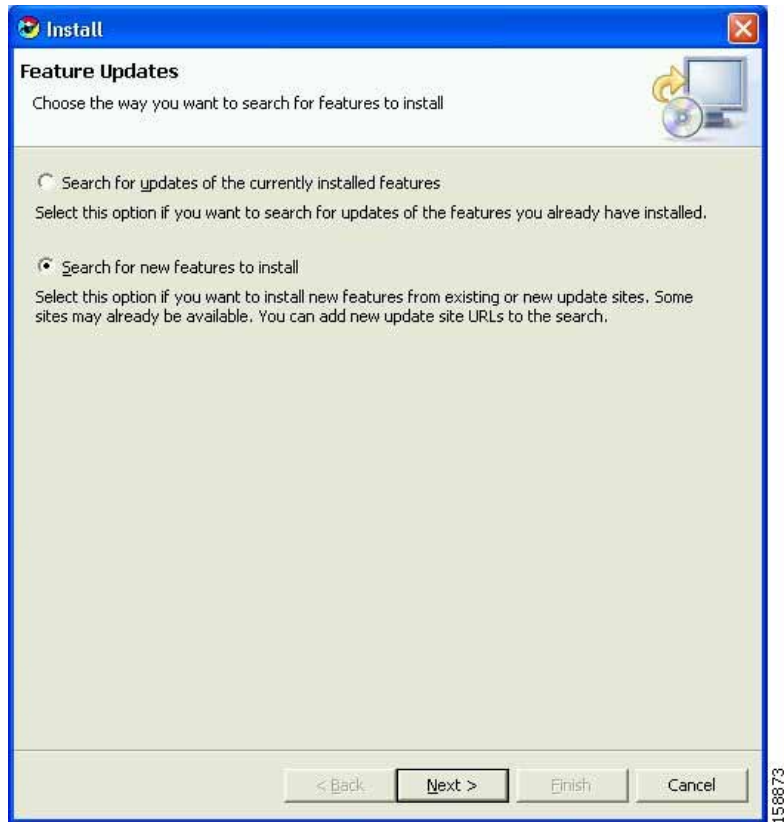 Install
Feature Updates
Choose the way you want to search for features to install
Search for updates of the currently installed features
Select this option if you want to search for updates of the features you already have installed.
Search for new features to install
Select this option if you want to install new features from existing or new update sites. Some
sites may already be available. You can add new update site URLs to the search.
< Back
Next >
Finish
Cancel
158873